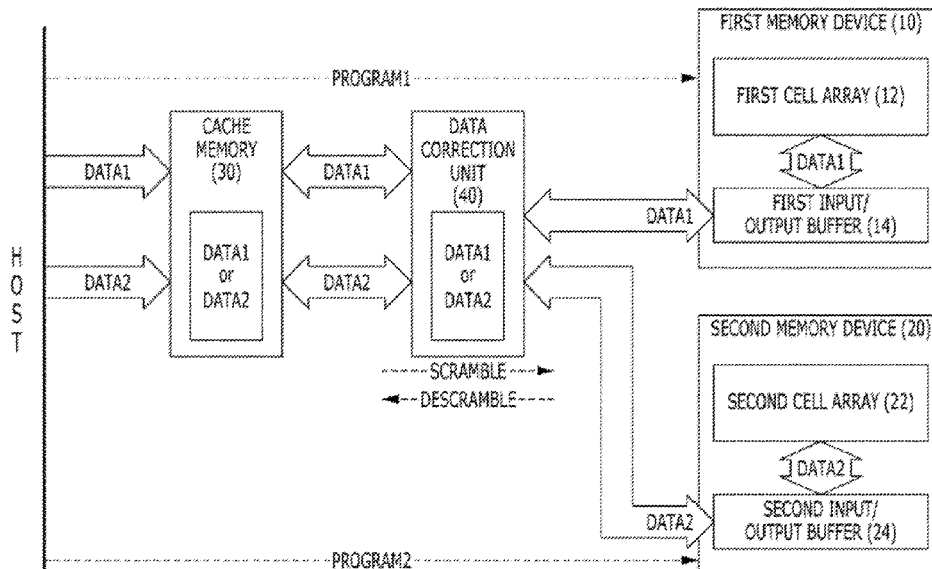 FIRST MEMORY DEVICE (10)
PROGRAM1
FIRST CELL ARRAY (12)
CACHE
MEMORY
(30)
DATA
CORRECTION
UNIT
(40)
DATA1
DATA1
DATA1
DATA1
FIRST INPUT/
OUTPUT BUFFER (14)
HOST
DATA2
DATA1
or
DATA2
DATA2
DATA1
or
DATA2
SECOND MEMORY DEVICE (20)
SCRAMBLE
DESCRAMBLE
SECOND CELL ARRAY (22)
DATA2
DATA2
SECOND INPUT/
OUTPUT BUFFER (24)
PROGRAM2